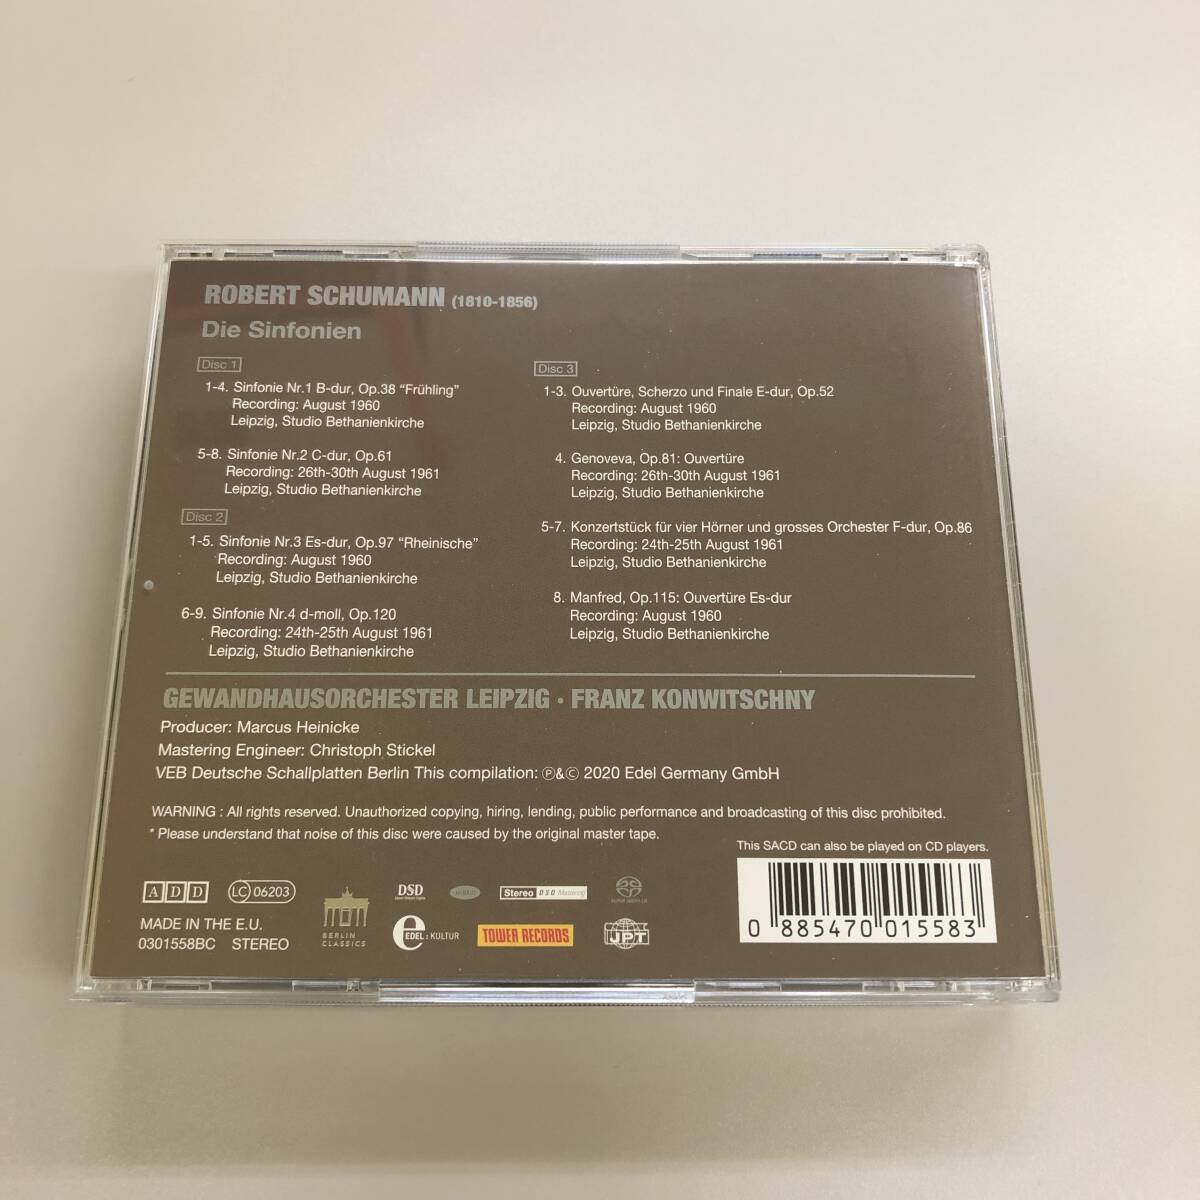 ROBERT SCHUMANN (1810-1856)
Die Sinfonien
Disc 1
1-4. Sinfonie Nr.1 B-dur, Op.38 “Frühling”
Recording: August 1960
Leipzig, Studio Bethanienkirche
5-8. Sinfonie Nr.2 C-dur, Op.61
Recording: 26th-30th August 1961
Leipzig, Studio Bethanienkirche
Disc 2
1-5. Sinfonie Nr.3 Es-dur, Op.97 “Rheinische”
Recording: August 1960
Leipzig, Studio Bethanienkirche
6-9. Sinfonie Nr.4 d-moll, Op.120
Recording: 24th-25th August 1961
Leipzig, Studio Bethanienkirche
Disc 3
1-3. Ouvertüre, Scherzo und Finale E-dur, Op.52
Recording: August 1960
Leipzig, Studio Bethanienkirche
4. Genoveva, Op.81: Ouvertüre
Recording: 26th-30th August 1961
Leipzig, Studio Bethanienkirche
5-7. Konzertstück für vier Hörner und grosses Orchester F-dur, Op.86
Recording: 24th-25th August 1961
Leipzig, Studio Bethanienkirche
8. Manfred, Op.115: Ouvertüre Es-dur
Recording: August 1960
Leipzig, Studio Bethanienkirche
GEWANDHAUSORCHESTER LEIPZIG · FRANZ KONWITSCHNY
Producer: Marcus Heinicke
Mastering Engineer: Christoph Stickel
VEB Deutsche Schallplatten Berlin This compilation: ℗&© 2020 Edel Germany GmbH
WARNING : All rights reserved. Unauthorized copying, hiring, lending, public performance and broadcasting of this disc prohibited.
* Please understand that noise of this disc were caused by the original master tape.
This SACD can also be played on CD players.
ADD
LC 06203
MADE IN THE E.U.
0301558BC STEREO
BERLIN
CLASSICS
DSD
Stereo DSD Mastering
e EDEL:KULTUR
TOWER RECORDS
JPT
0 885470 015583